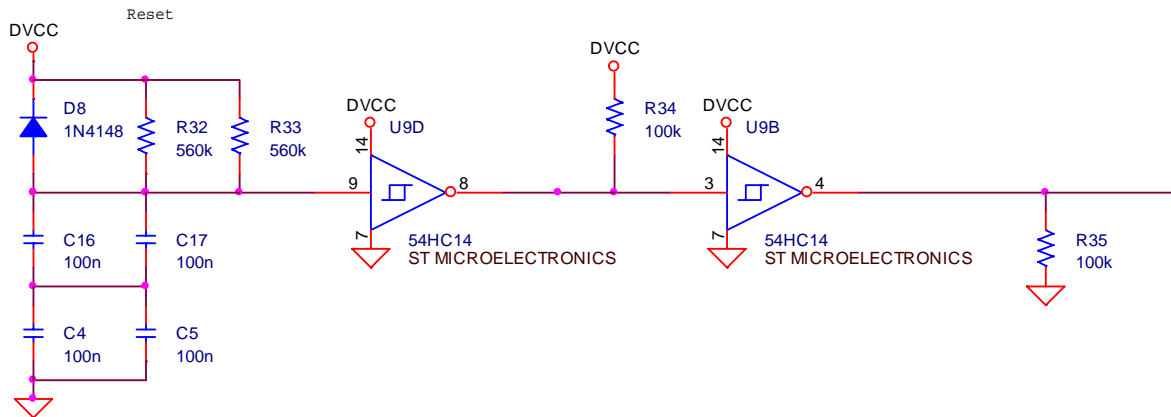 Reset
DVCC
D8
1N4148
R32
560k
R33
560k
DVCC
U9D
14
9
8
7
54HC14
ST MICROELECTRONICS
DVCC
R34
100k
DVCC
U9B
14
3
4
7
54HC14
ST MICROELECTRONICS
R35
100k
C16
100n
C17
100n
C4
100n
C5
100n